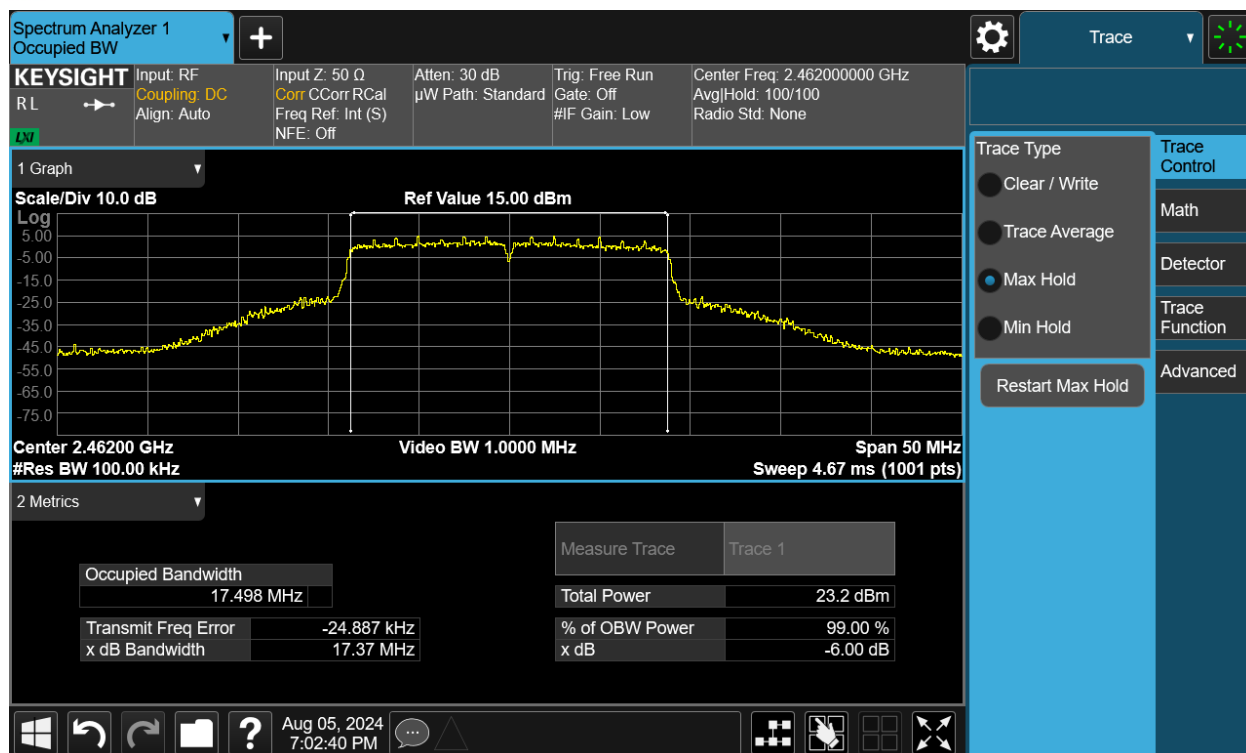 Spectrum Analyzer 1
Occupied BW
Trace
KEYSIGHT
R L
LXI
Input: RF
Coupling: DC
Align: Auto
Input Z: 50 Ω
Corr CCorr RCal
Freq Ref: Int (S)
NFE: Off
Atten: 30 dB
µW Path: Standard
Trig: Free Run
Gate: Off
#IF Gain: Low
Center Freq: 2.462000000 GHz
Avg|Hold: 100/100
Radio Std: None
1 Graph
Scale/Div 10.0 dB
Ref Value 15.00 dBm
Log
5.00
-5.00
-15.0
-25.0
-35.0
-45.0
-55.0
-65.0
-75.0
Center 2.46200 GHz
Video BW 1.0000 MHz
Span 50 MHz
#Res BW 100.00 kHz
Sweep 4.67 ms (1001 pts)
2 Metrics
Measure Trace
Trace 1
Occupied Bandwidth
17.498 MHz
Total Power
23.2 dBm
Transmit Freq Error
-24.887 kHz
% of OBW Power
99.00 %
x dB Bandwidth
17.37 MHz
x dB
-6.00 dB
Trace Type
Clear / Write
Trace Average
Max Hold
Min Hold
Restart Max Hold
Trace
Control
Math
Detector
Trace
Function
Advanced
?
Aug 05, 2024
7:02:40 PM